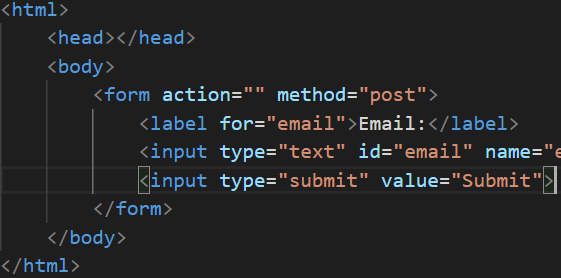 <html>
<head></head>
<body>
<form action="" method="post">
<label for="email">Email:</label>
<input type="text" id="email" name="e
<input type="submit" value="Submit">
</form>
</body>
</html>